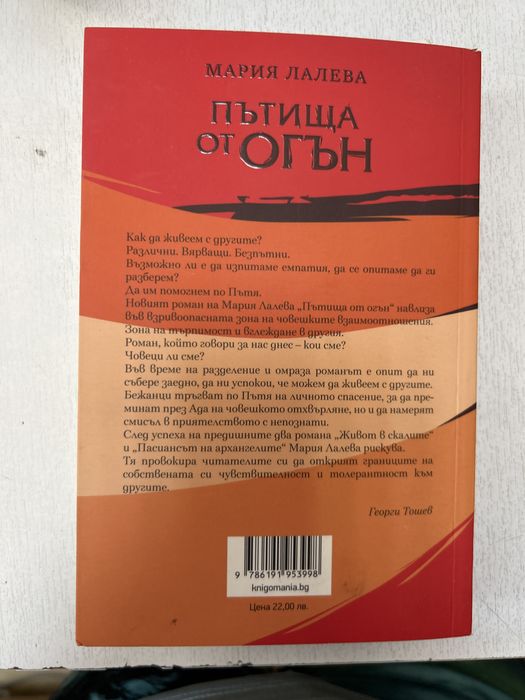 МАРИЯ ЛАЛЕВА
ПЪТИЩА
ОТ ОГЪН
Как да живеем с другите?
Различни. Вярващи. Безпътни.
Възможно ли е да изпитаме емпатия, да се опитаме да ги
разберем?
Да им помогнем по Пътя.
Новият роман на Мария Лалева „Пътища от огън“ навлиза
във взривоопасната зона на човешките взаимоотношения.
Зона на търпимост и вглеждане в другия.
Роман, който говори за нас днес – кои сме?
Човеци ли сме?
Във време на разделение и омраза романът е опит да ни
събере заедно, да ни успокои, че можем да живеем с другите.
Бежанци тръгват по Пътя на личното спасение, за да пре-
минат през Ада на човешкото отхвърляне, но и да намерят
смисъл в приятелството с непознати.
След успеха на предишните два романа „Живот в скалите“
и „Пасиансът на архангелите“ Мария Лалева рискува.
Тя провокира читателите си да открият границите на
собствената си чувствителност и толерантност към
другите.
Георги Тошев
9 786191 953998
knigomania.bg
Цена 22,00 лв.